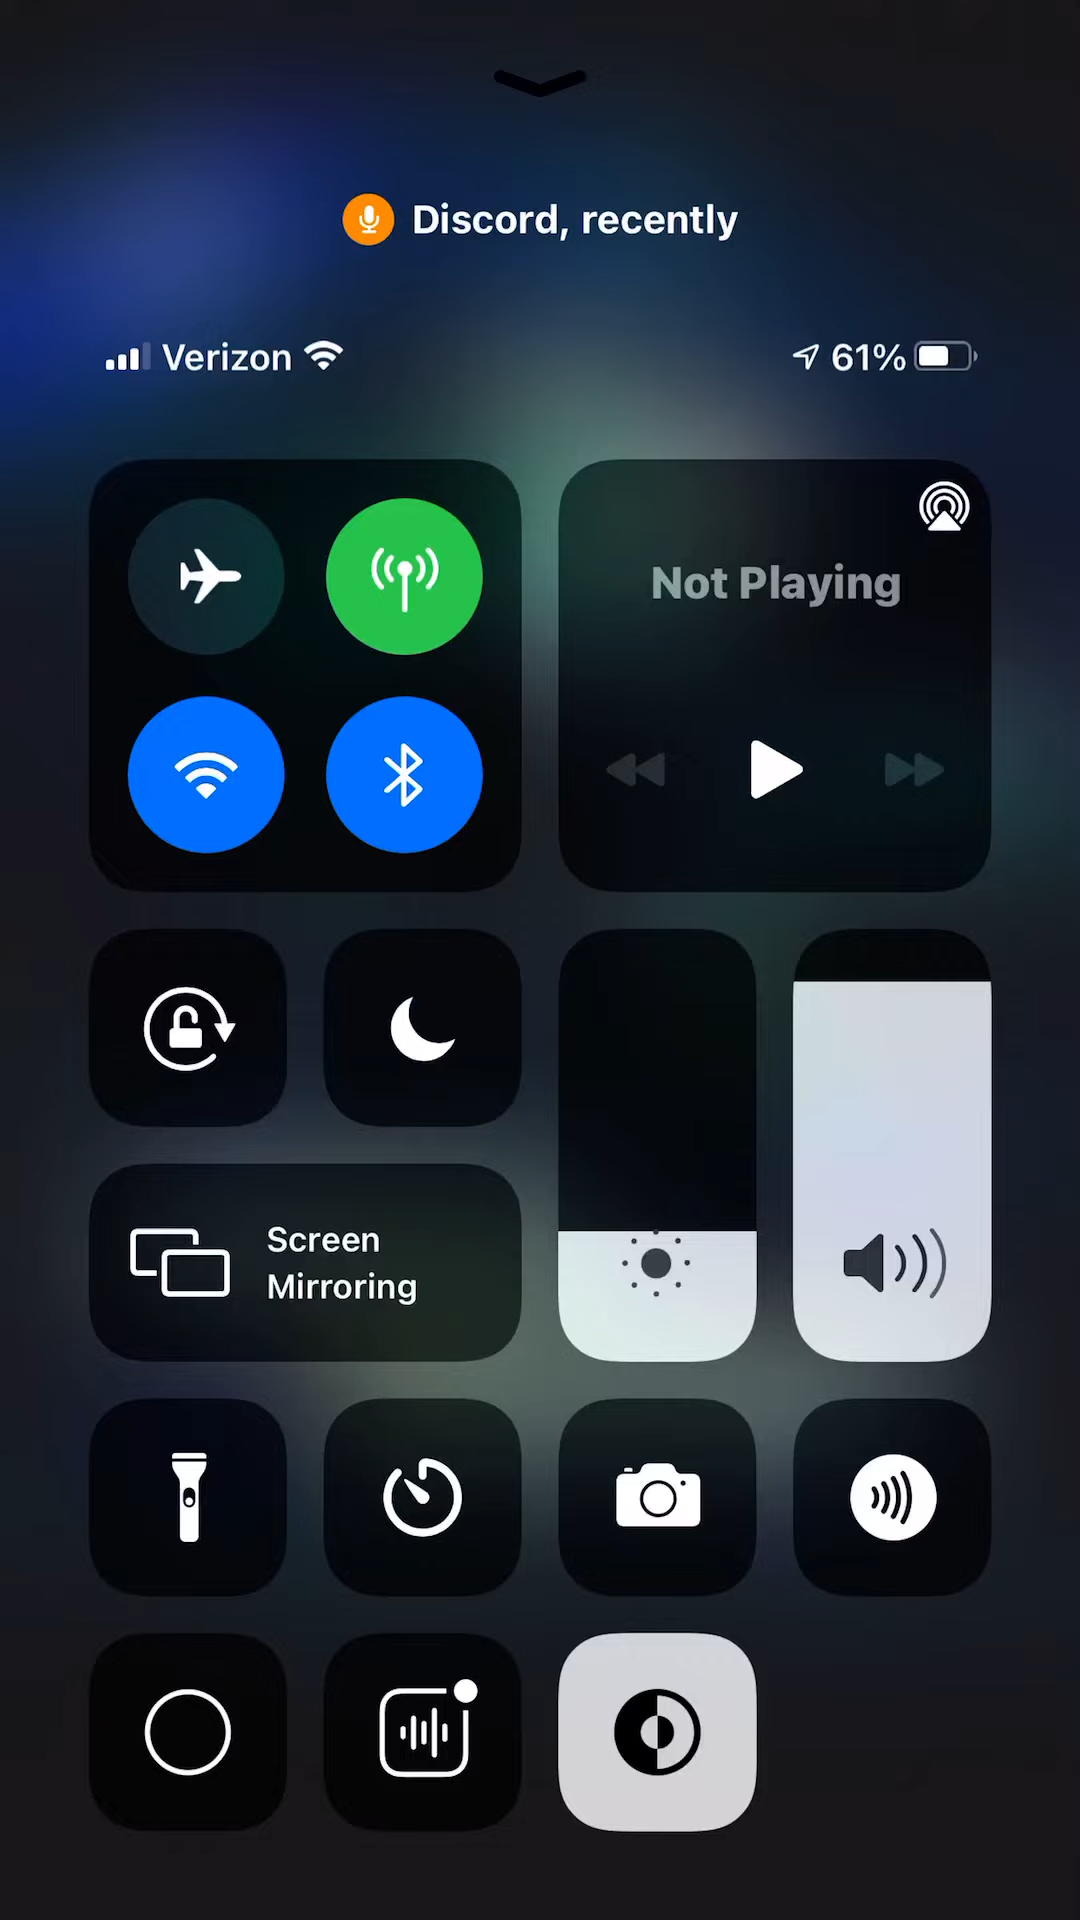 Discord, recently
Verizon
61%
Not Playing
Screen
Mirroring